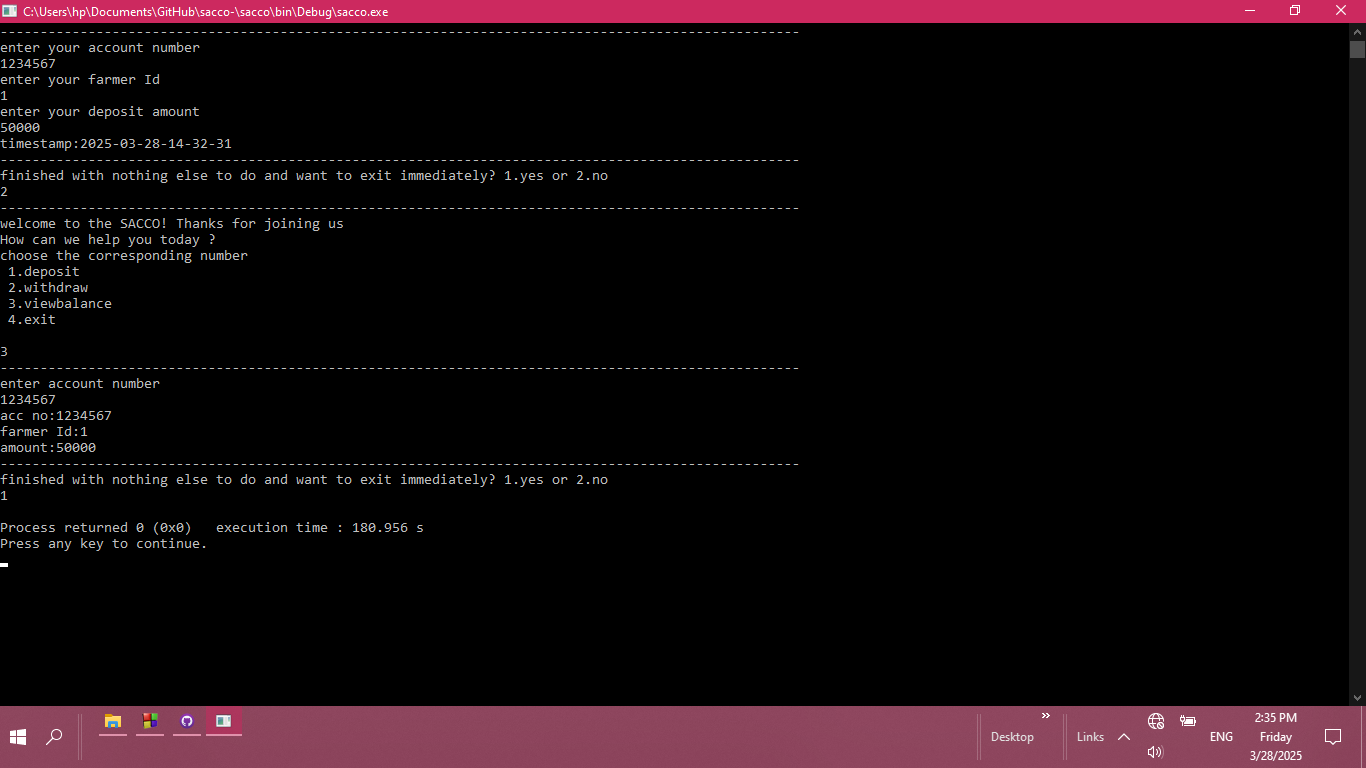 C:\Users\hp\Documents\GitHub\sacco-\sacco\bin\Debug\sacco.exe
----------------------------------------------------------------------------------------------------
enter your account number
1234567
enter your farmer Id
1
enter your deposit amount
50000
timestamp:2025-03-28-14-32-31
----------------------------------------------------------------------------------------------------
finished with nothing else to do and want to exit immediately? 1.yes or 2.no
2
----------------------------------------------------------------------------------------------------
welcome to the SACCO! Thanks for joining us
How can we help you today ?
choose the corresponding number
 1.deposit
 2.withdraw
 3.viewbalance
 4.exit

3
----------------------------------------------------------------------------------------------------
enter account number
1234567
acc no:1234567
farmer Id:1
amount:50000
----------------------------------------------------------------------------------------------------
finished with nothing else to do and want to exit immediately? 1.yes or 2.no
1

Process returned 0 (0x0)   execution time : 180.956 s
Press any key to continue.
Desktop
»
Links
ENG
2:35 PM
Friday
3/28/2025